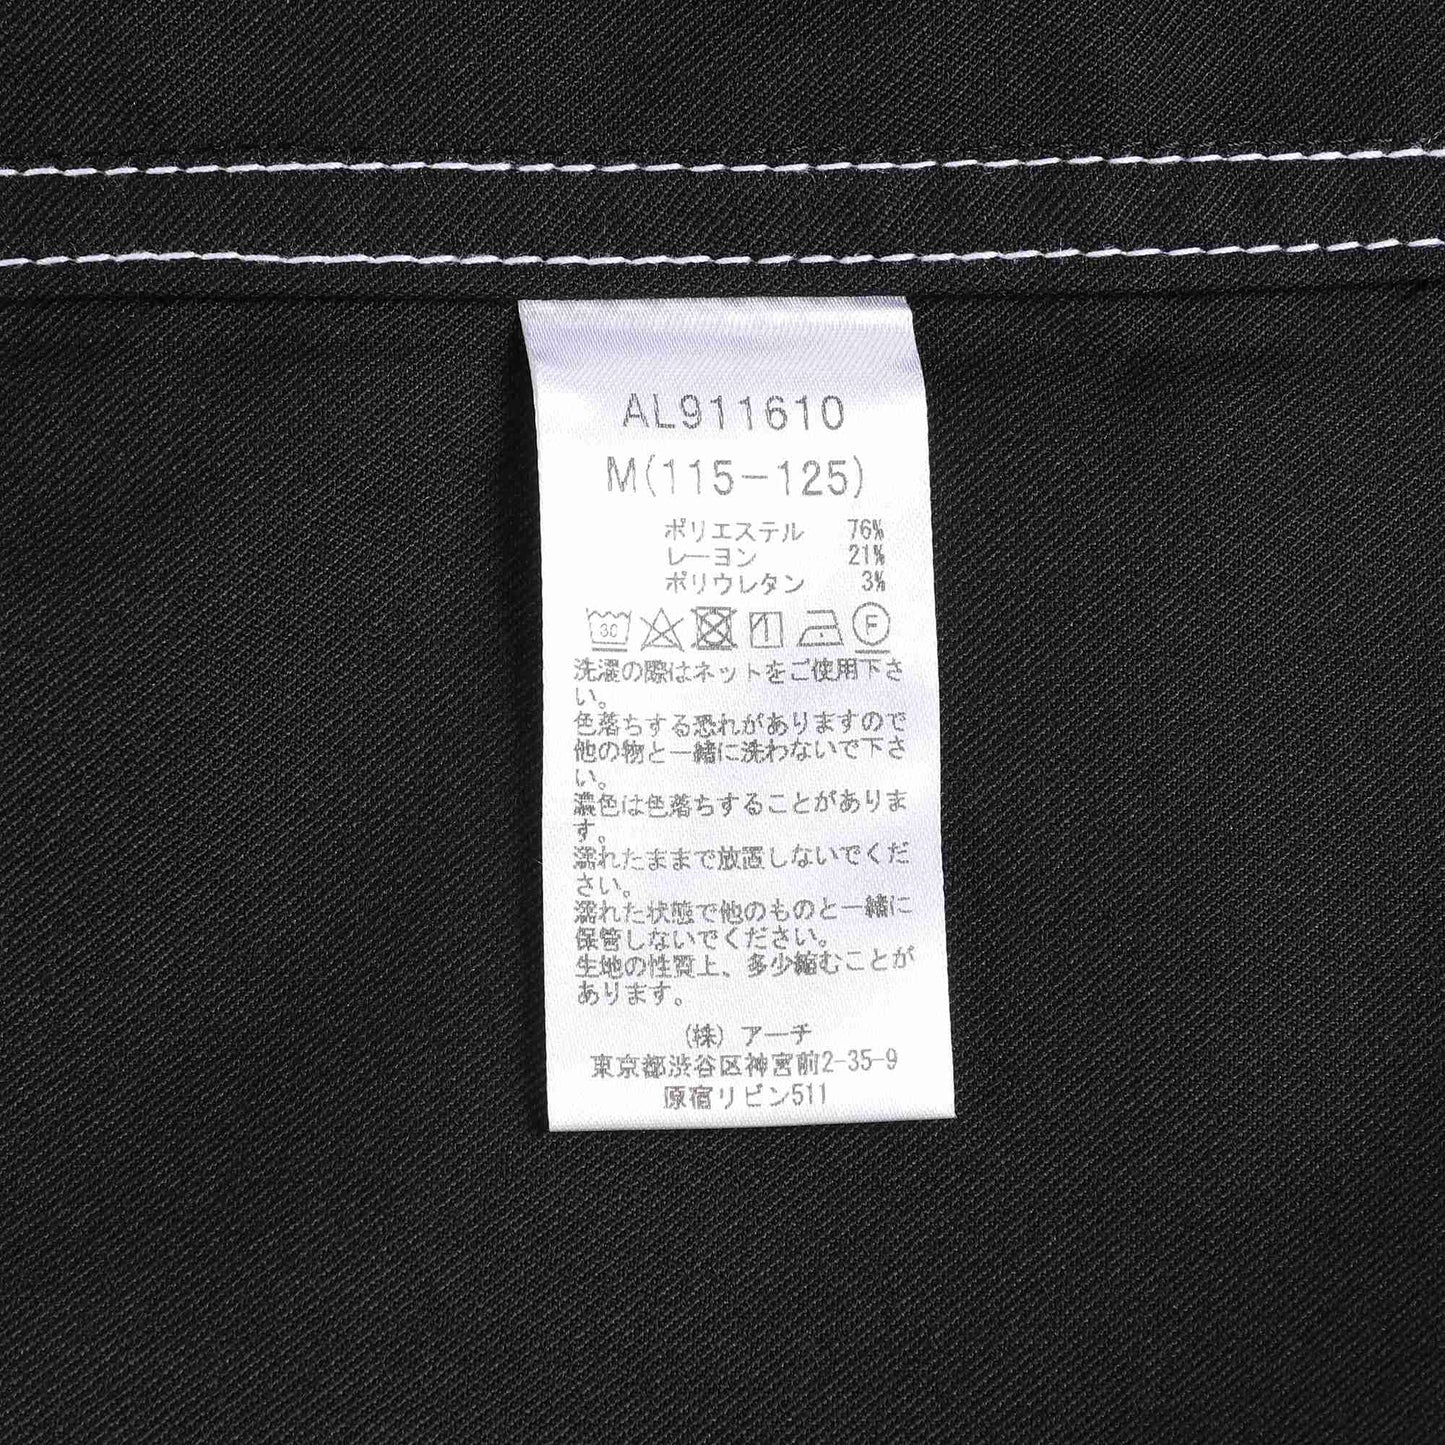 AL911610
M(115-125)
ポリエステル 76%
レーヨン 21%
ポリウレタン 3%
30 F
洗濯の際はネットをご使用下さ
い。
色落ちする恐れがありますので
他の物と一緒に洗わないで下さ
い。
濃色は色落ちすることがありま
す。
濡れたままで放置しないでくだ
さい。
濡れた状態で他のものと一緒に
保管しないでください。
生地の性質上、多少縮むことが
あります。
(株) アーチ
東京都渋谷区神宮前2-35-9
原宿リビン511